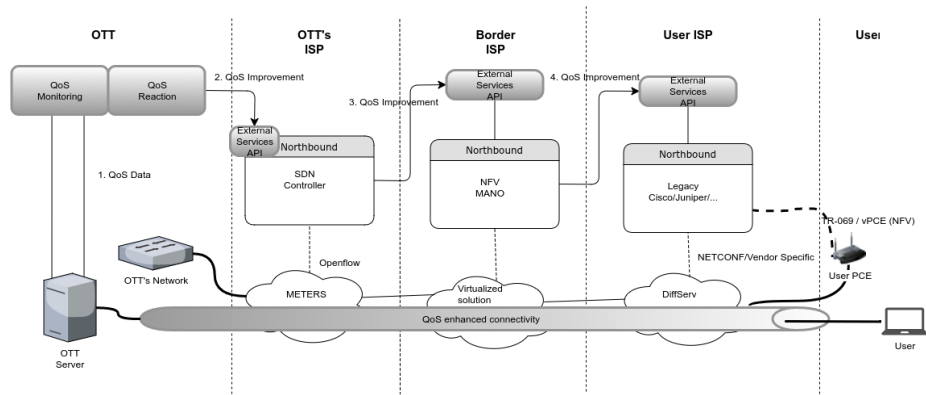 OTT
OTT's
ISP
Border
ISP
User ISP
User
QoS
Monitoring
QoS
Reaction
2. QoS Improvement
3. QoS Improvement
External
Services
API
4. QoS Improvement
External
Services
API
External
Services
API
Northbound
SDN
Controller
Northbound
NFV
MANO
Northbound
Legacy
Cisco/Juniper/...
1. QoS Data
TR-069 / vPCE (NFV)
OTT's Network
Openflow
NETCONF/Vendor Specific
User PCE
METERS
Virtualized
solution
DiffServ
QoS enhanced connectivity
OTT
Server
User